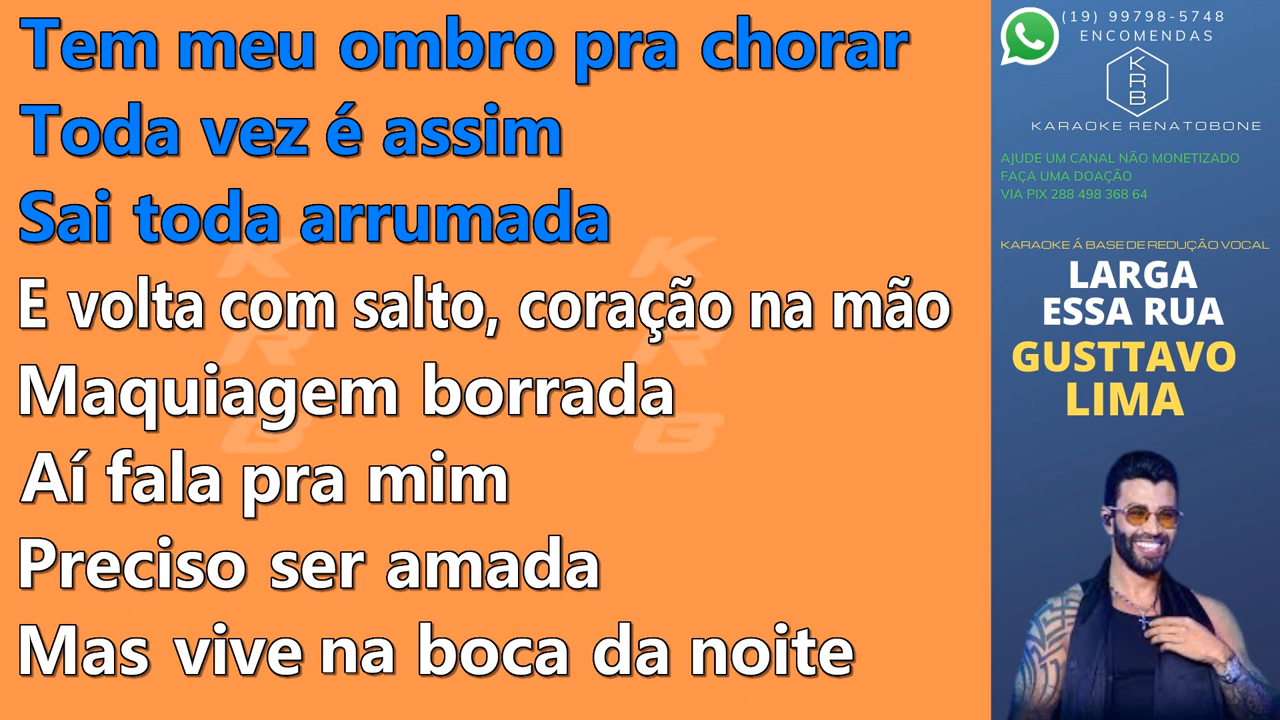 Tem meu ombro pra chorar
Toda vez é assim
Sai toda arrumada
E volta com salto, coração na mão
Maquiagem borrada
Aí fala pra mim
Preciso ser amada
Mas vive na boca da noite
K
R
B
K
R
B
(19) 99798-5748
ENCOMENDAS
K
R
B
KARAOKE RENATOBONE
AJUDE UM CANAL NÃO MONETIZADO
FAÇA UMA DOAÇÃO
VIA PIX 288 498 368 64
KARAOKE Á BASE DE REDUÇÃO VOCAL
LARGA
ESSA RUA
GUSTTAVO
LIMA